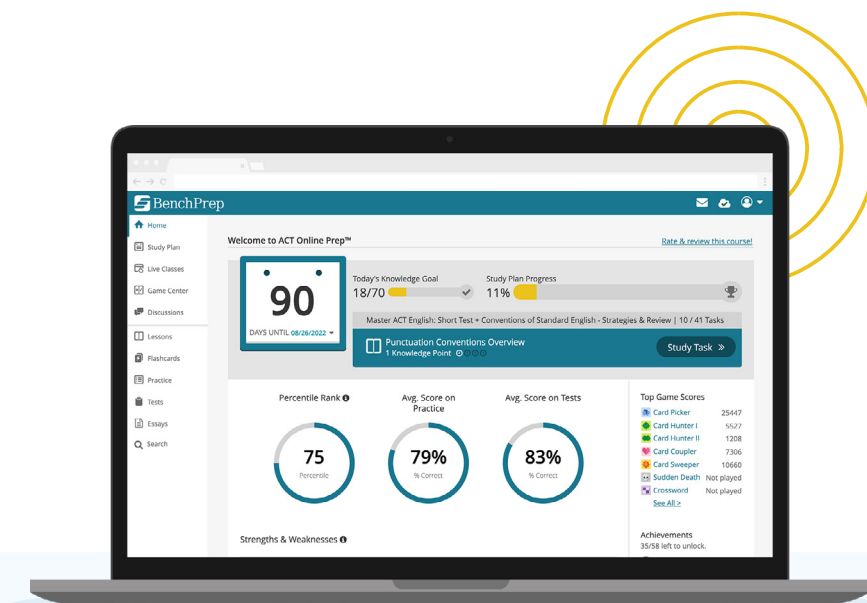 BenchPrep
Home
Study Plan
Live Classes
Game Center
Discussions
Lessons
Flashcards
Practice
Tests
Essays
Search
Welcome to ACT Online Prep™
Rate & review this course!
90
DAYS UNTIL 08/26/2022
Today's Knowledge Goal
18/70
Study Plan Progress
11%
Master ACT English: Short Test + Conventions of Standard English - Strategies & Review | 10 / 41 Tasks
Punctuation Conventions Overview
1 Knowledge Point
Study Task »
Percentile Rank
75
Percentile
Avg. Score on
Practice
79%
% Correct
Avg. Score on Tests
83%
% Correct
Top Game Scores
Card Picker 25447
Card Hunter I 5527
Card Hunter II 1208
Card Coupler 7306
Card Sweeper 10660
Sudden Death Not played
Crossword Not played
See All >
Strengths & Weaknesses
Achievements
35/58 left to unlock.